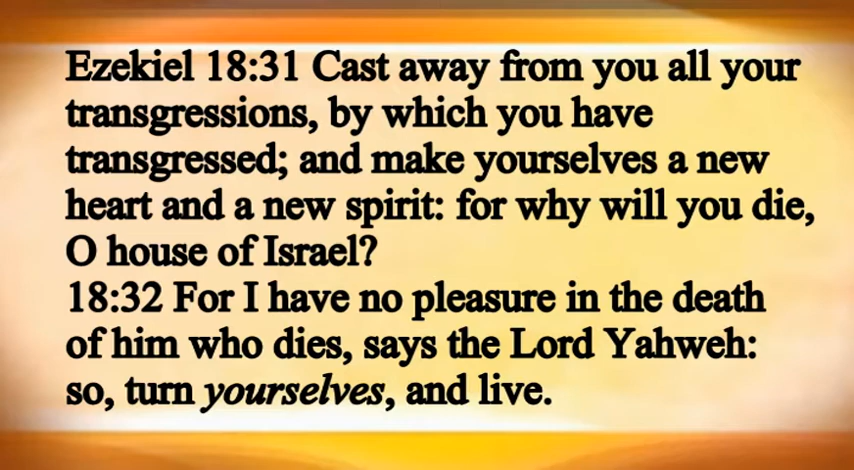 Ezekiel 18:31 Cast away from you all your
transgressions, by which you have
transgressed; and make yourselves a new
heart and a new spirit: for why will you die,
O house of Israel?
18:32 For I have no pleasure in the death
of him who dies, says the Lord Yahweh:
so, turn yourselves, and live.